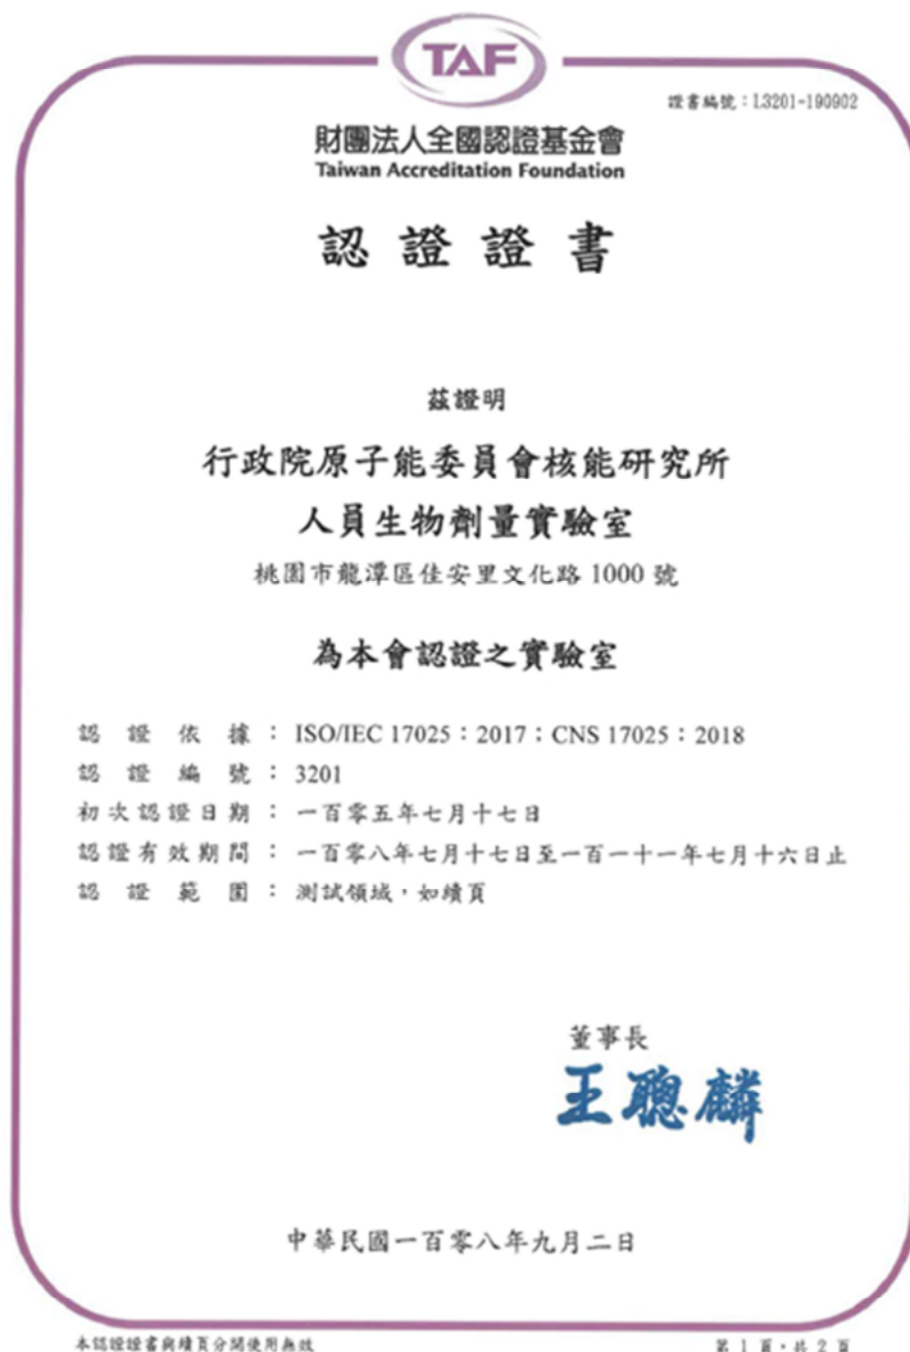 TAF
證書編號：L3201-190902
財團法人全國認證基金會
Taiwan Accreditation Foundation
認證證書
茲證明
行政院原子能委員會核能研究所
人員生物劑量實驗室
桃園市龍潭區佳安里文化路 1000 號
為本會認證之實驗室
認證依據：ISO/IEC 17025：2017；CNS 17025：2018
認證編號：3201
初次認證日期：一百零五年七月十七日
認證有效期間：一百零八年七月十七日至一百一十一年七月十六日止
認證範圍：測試領域，如續頁
董事長
王聰麟
中華民國一百零八年九月二日
本認證證書與續頁分開使用無效
第 1 頁，共 2 頁